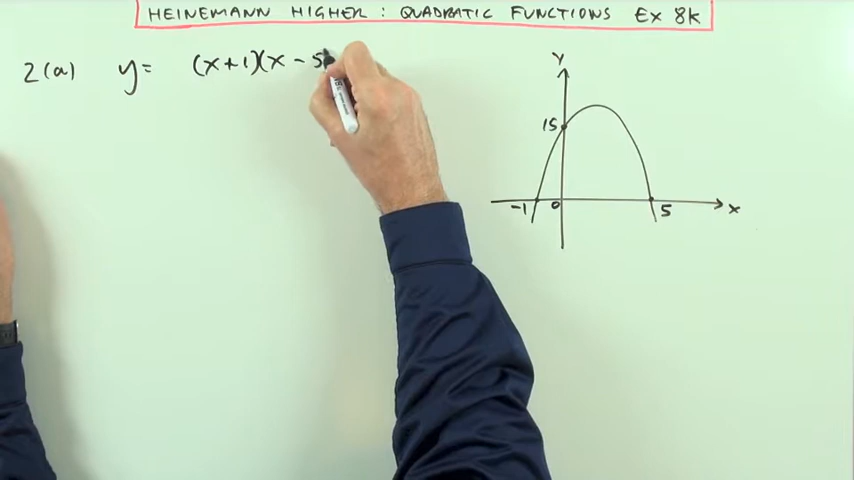 HEINEMANN HIGHER : QUADRATIC FUNCTIONS Ex 8K
2(a) y = (x+1)(x - 5
y
15
-1 0 5 x